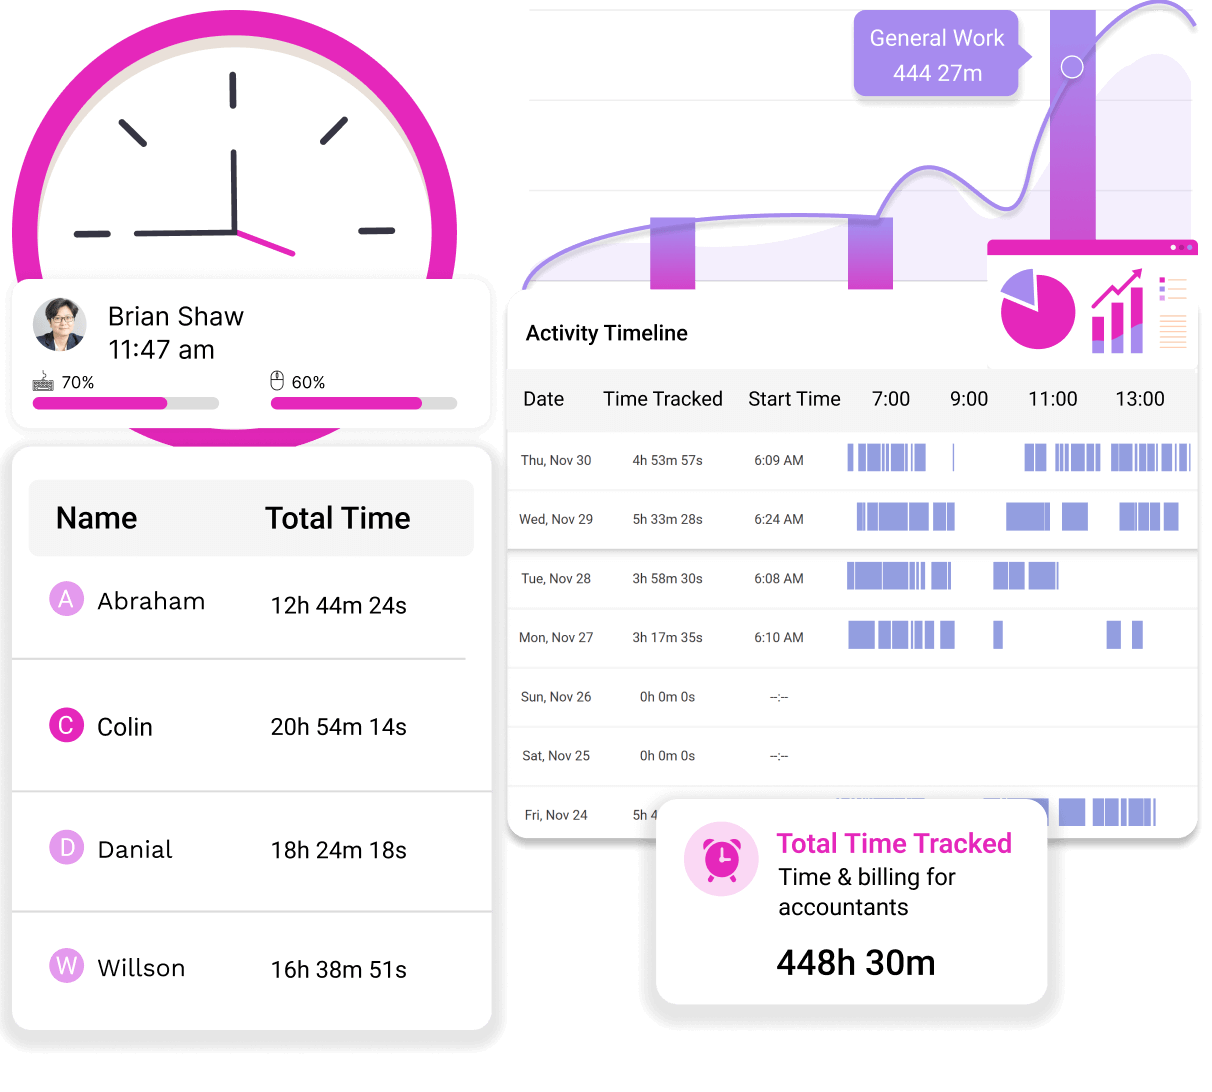 General Work
444 27m
Brian Shaw
11:47 am
70%
60%
Name Total Time
A Abraham 12h 44m 24s
C Colin 20h 54m 14s
D Danial 18h 24m 18s
W Willson 16h 38m 51s
Activity Timeline
Date Time Tracked Start Time 7:00 9:00 11:00 13:00
Thu, Nov 30 4h 53m 57s 6:09 AM
Wed, Nov 29 5h 33m 28s 6:24 AM
Tue, Nov 28 3h 58m 30s 6:08 AM
Mon, Nov 27 3h 17m 35s 6:10 AM
Sun, Nov 26 0h 0m 0s --:--
Sat, Nov 25 0h 0m 0s --:--
Fri, Nov 24 5h 4
Total Time Tracked
Time & billing for
accountants
448h 30m